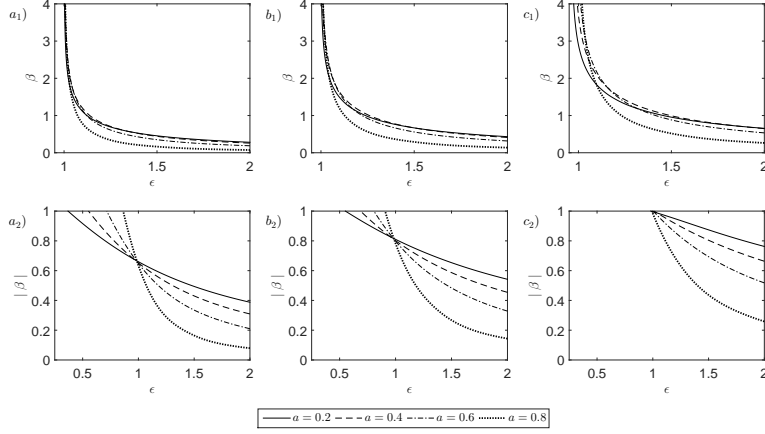 a₁) b₁) c₁)
4 4 4
3 3 3
β 2 β 2 β 2
1 1 1
0 0 0
1 1.5 2 1 1.5 2 1 1.5 2
ϵ ϵ ϵ
a₂) b₂) c₂)
1 1 1
0.8 0.8 0.8
0.6 0.6 0.6
| β | | β | | β |
0.4 0.4 0.4
0.2 0.2 0.2
0 0 0
0.5 1 1.5 2 0.5 1 1.5 2 0.5 1 1.5 2
ϵ ϵ ϵ
a = 0.2 a = 0.4 a = 0.6 a = 0.8